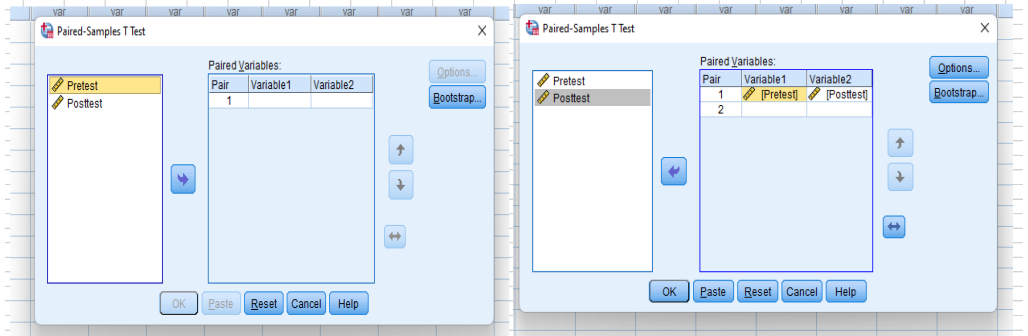 var var var var var var var
Paired-Samples T Test
Paired Variables:
Pretest
Posttest
Pair Variable1 Variable2
1
Options...
Bootstrap...
OK Paste Reset Cancel Help
var var var var var var var
Paired-Samples T Test
Paired Variables:
Pretest
Posttest
Pair Variable1 Variable2
1 [Pretest] [Posttest]
2
Options...
Bootstrap...
OK Paste Reset Cancel Help